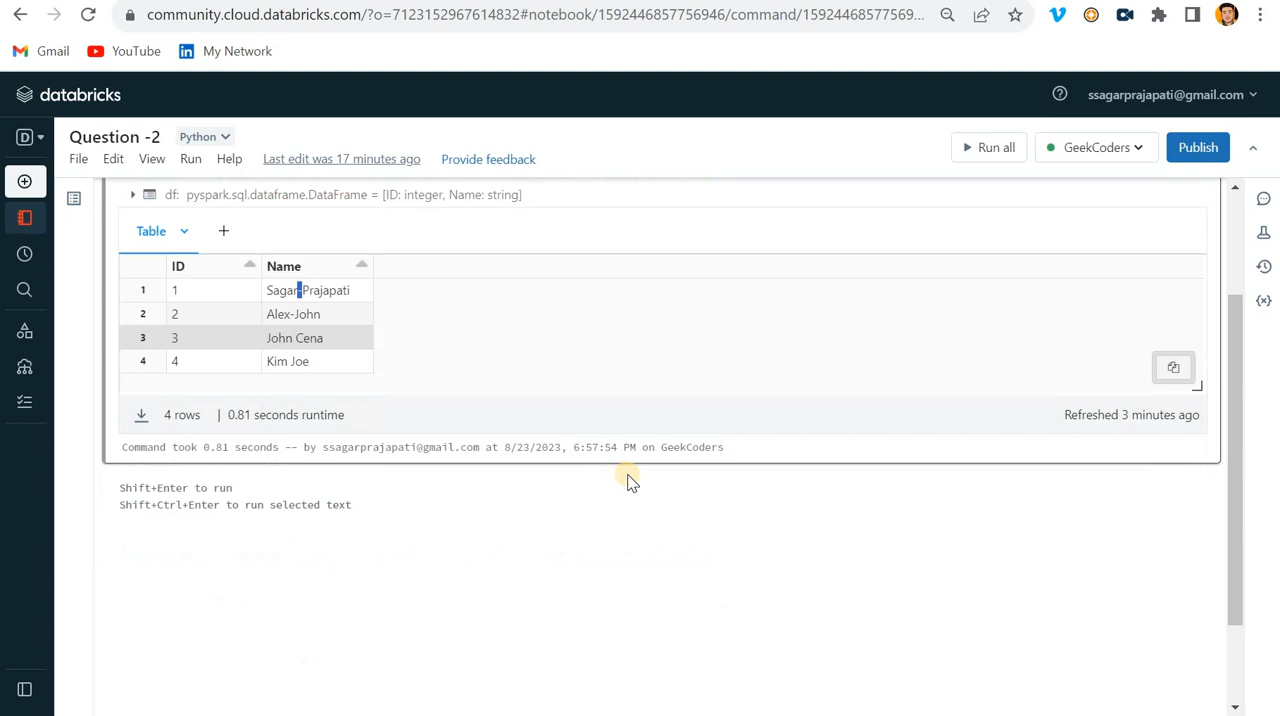 community.cloud.databricks.com/?o=7123152967614832#notebook/1592446857756946/command/15924468577569...
Gmail YouTube My Network
databricks ssagarprajapati@gmail.com
D Question -2 Python Run all GeekCoders Publish
File Edit View Run Help Last edit was 17 minutes ago Provide feedback
df: pyspark.sql.dataframe.DataFrame = [ID: integer, Name: string]
Table +
ID Name
1 1 Sagar-Prajapati
2 2 Alex-John
3 3 John Cena
4 4 Kim Joe
4 rows | 0.81 seconds runtime Refreshed 3 minutes ago
Command took 0.81 seconds -- by ssagarprajapati@gmail.com at 8/23/2023, 6:57:54 PM on GeekCoders
Shift+Enter to run
Shift+Ctrl+Enter to run selected text